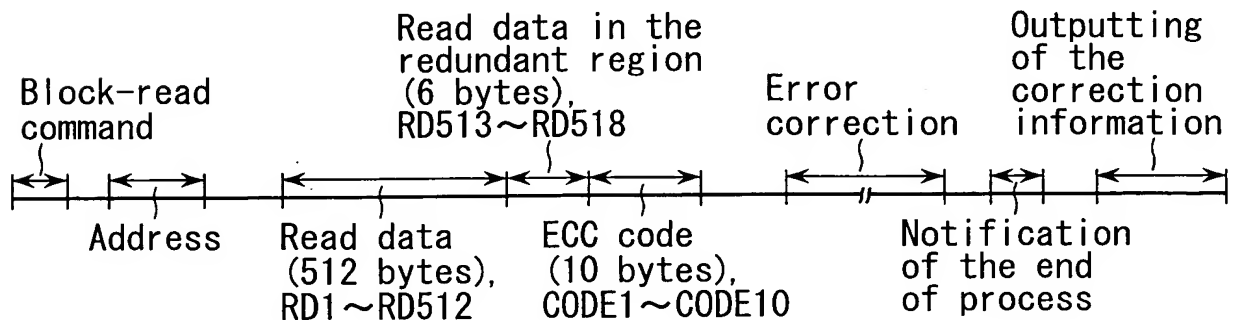 Block-read
command
Address
Read data
(512 bytes),
RD1~RD512
Read data in the
redundant region
(6 bytes),
RD513~RD518
ECC code
(10 bytes),
CODE1~CODE10
Error
correction
Notification
of the end
of process
Outputting
of the
correction
information